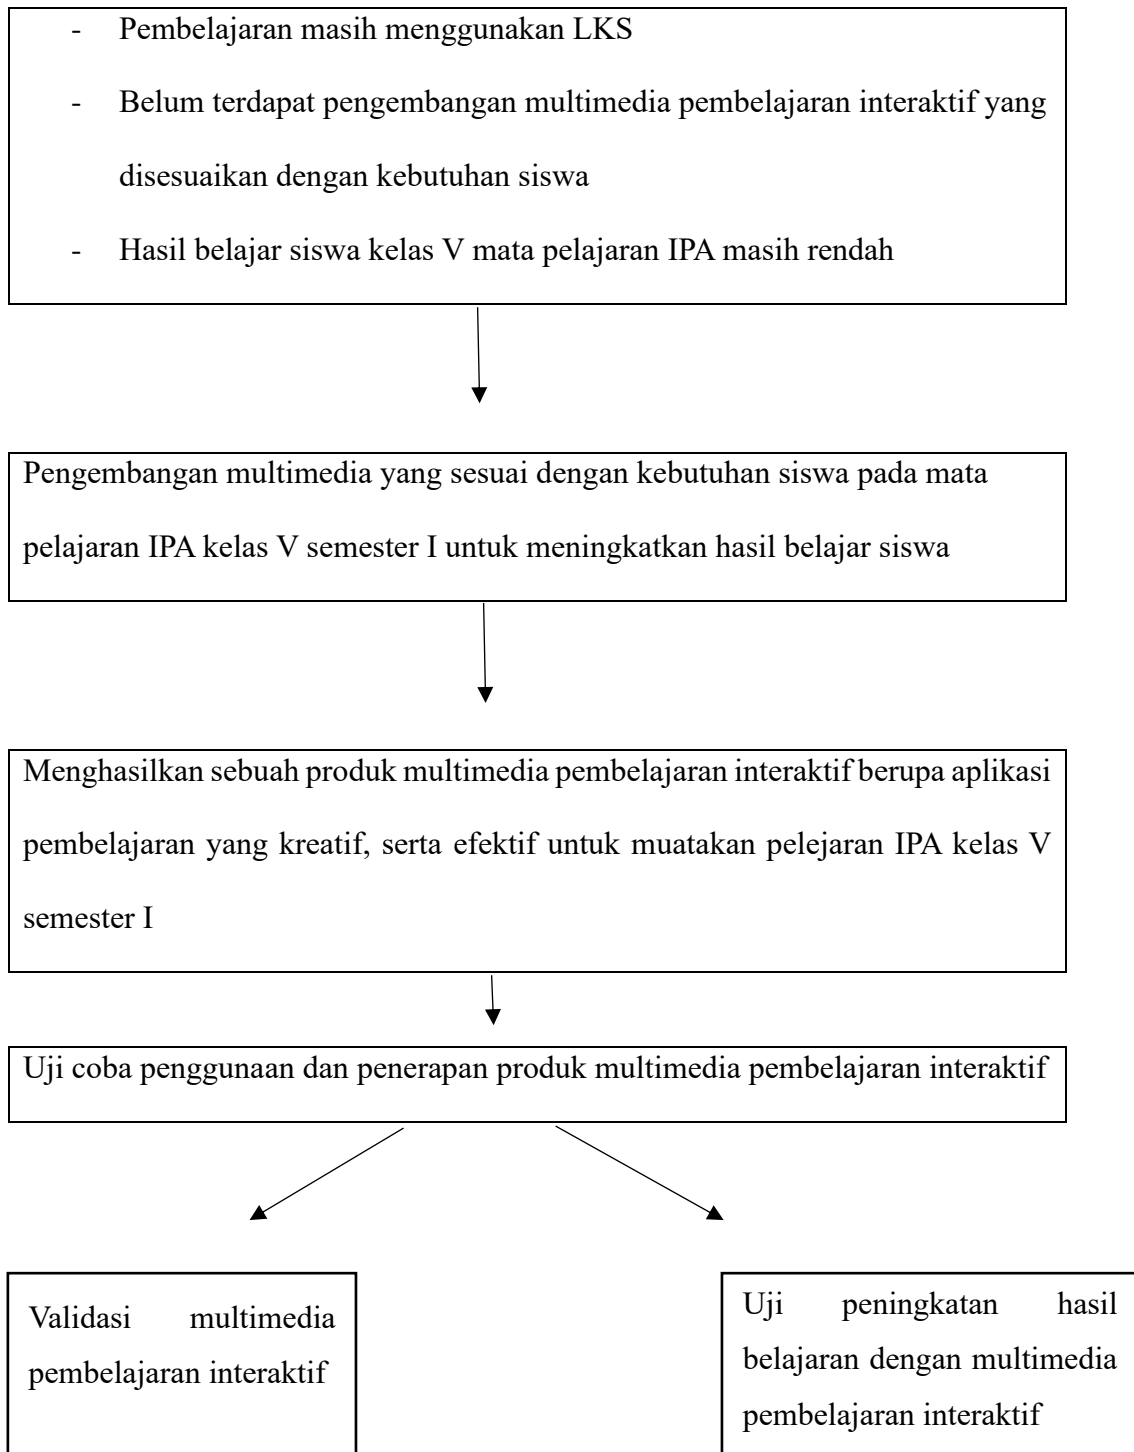 - Pembelajaran masih menggunakan LKS
- Belum terdapat pengembangan multimedia pembelajaran interaktif yang
disesuaikan dengan kebutuhan siswa
- Hasil belajar siswa kelas V mata pelajaran IPA masih rendah
Pengembangan multimedia yang sesuai dengan kebutuhan siswa pada mata
pelajaran IPA kelas V semester I untuk meningkatkan hasil belajar siswa
Menghasilkan sebuah produk multimedia pembelajaran interaktif berupa aplikasi
pembelajaran yang kreatif, serta efektif untuk muatakan pelejaran IPA kelas V
semester I
Uji coba penggunaan dan penerapan produk multimedia pembelajaran interaktif
Validasi multimedia
pembelajaran interaktif
Uji peningkatan hasil
belajaran dengan multimedia
pembelajaran interaktif